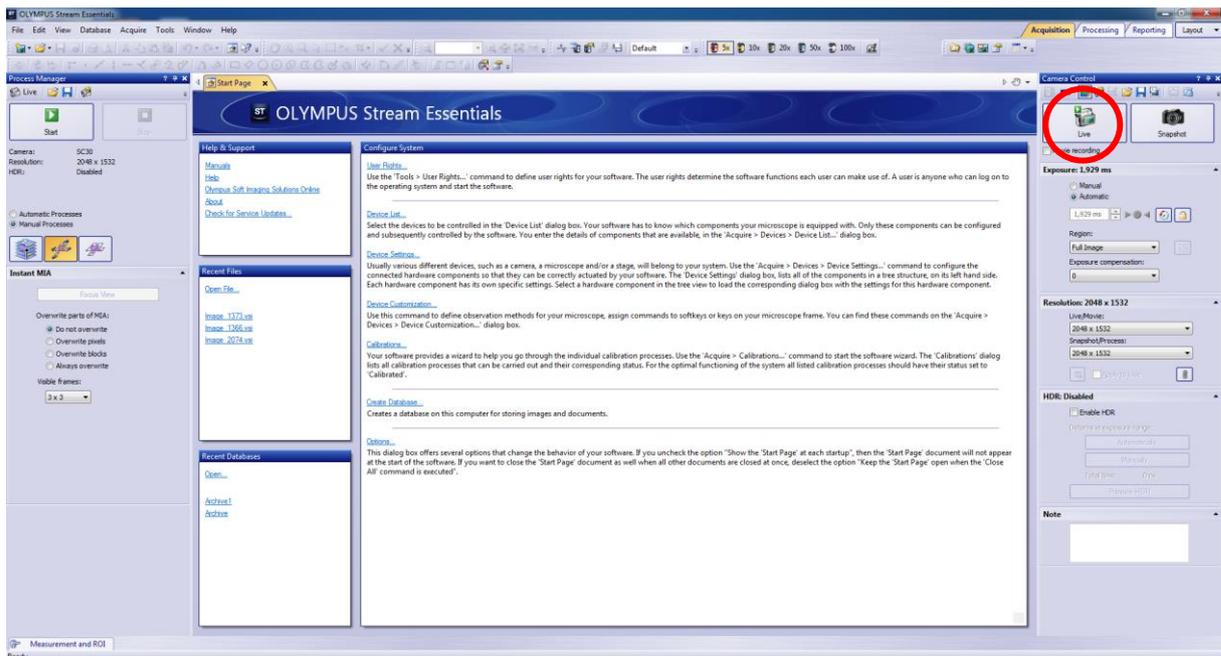 OLYMPUS Stream Essentials
File Edit View Database Acquire Tools Window Help
Acquisition Processing Reporting Layout
Default 5x 10x 20x 50x 100x
Process Manager
Live
Start
Stop
Camera: SC30
Resolution: 2048 x 1532
HDR: Disabled
Automatic Processes
Manual Processes
Instant MIA
Focus View
Overwrite parts of MIA:
Do not overwrite
Overwrite pixels
Overwrite blocks
Always overwrite
Visible frames:
3 x 3
Start Page
ST OLYMPUS Stream Essentials
Help & Support
Manuals
Help
Olympus Soft Imaging Solutions Online
About
Check for Service Updates...
Recent Files
Open File...
Image_1373.vsi
Image_1366.vsi
Image_2074.vsi
Recent Databases
Open...
Archive1
Archive
Configure System
User Rights...
Use the 'Tools > User Rights...' command to define user rights for your software. The user rights determine the software functions each user can make use of. A user is anyone who can log on to
the operating system and start the software.
Device List...
Select the devices to be controlled in the 'Device List' dialog box. Your software has to know which components your microscope is equipped with. Only these components can be configured
and subsequently controlled by the software. You enter the details of components that are available, in the 'Acquire > Devices > Device List...' dialog box.
Device Settings...
Usually various different devices, such as a camera, a microscope and/or a stage, will belong to your system. Use the 'Acquire > Devices > Device Settings...' command to configure the
connected hardware components so that they can be correctly actuated by your software. The 'Device Settings' dialog box, lists all of the components in a tree structure, on its left hand side.
Each hardware component has its own specific settings. Select a hardware component in the tree view to load the corresponding dialog box with the settings for this hardware component.
Device Customization...
Use this command to define observation methods for your microscope, assign commands to softkeys or keys on your microscope frame. You can find these commands on the 'Acquire >
Devices > Device Customization...' dialog box.
Calibrations...
Your software provides a wizard to help you go through the individual calibration processes. Use the 'Acquire > Calibrations...' command to start the software wizard. The 'Calibrations' dialog
lists all calibration processes that can be carried out and their corresponding status. For the optimal functioning of the system all listed calibration processes should have their status set to
'Calibrated'.
Create Database...
Creates a database on this computer for storing images and documents.
Options...
This dialog box offers several options that change the behavior of your software. If you uncheck the option "Show the 'Start Page' at each startup", then the 'Start Page' document will not appear
at the start of the software. If you want to close the 'Start Page' document as well when all other documents are closed at once, deselect the option "Keep the 'Start Page' open when the 'Close
All' command is executed".
Camera Control
Live Snapshot
Movie recording
Exposure: 1,929 ms
Manual
Automatic
1,929 ms
Region:
Full Image
Exposure compensation:
0
Resolution: 2048 x 1532
Live/Movie:
2048 x 1532
Snapshot/Process:
2048 x 1532
Apply to Live
HDR: Disabled
Enable HDR
Determine exposure range:
Automatically
Manually
Preview HDR
Note
Measurement and ROI
Ready